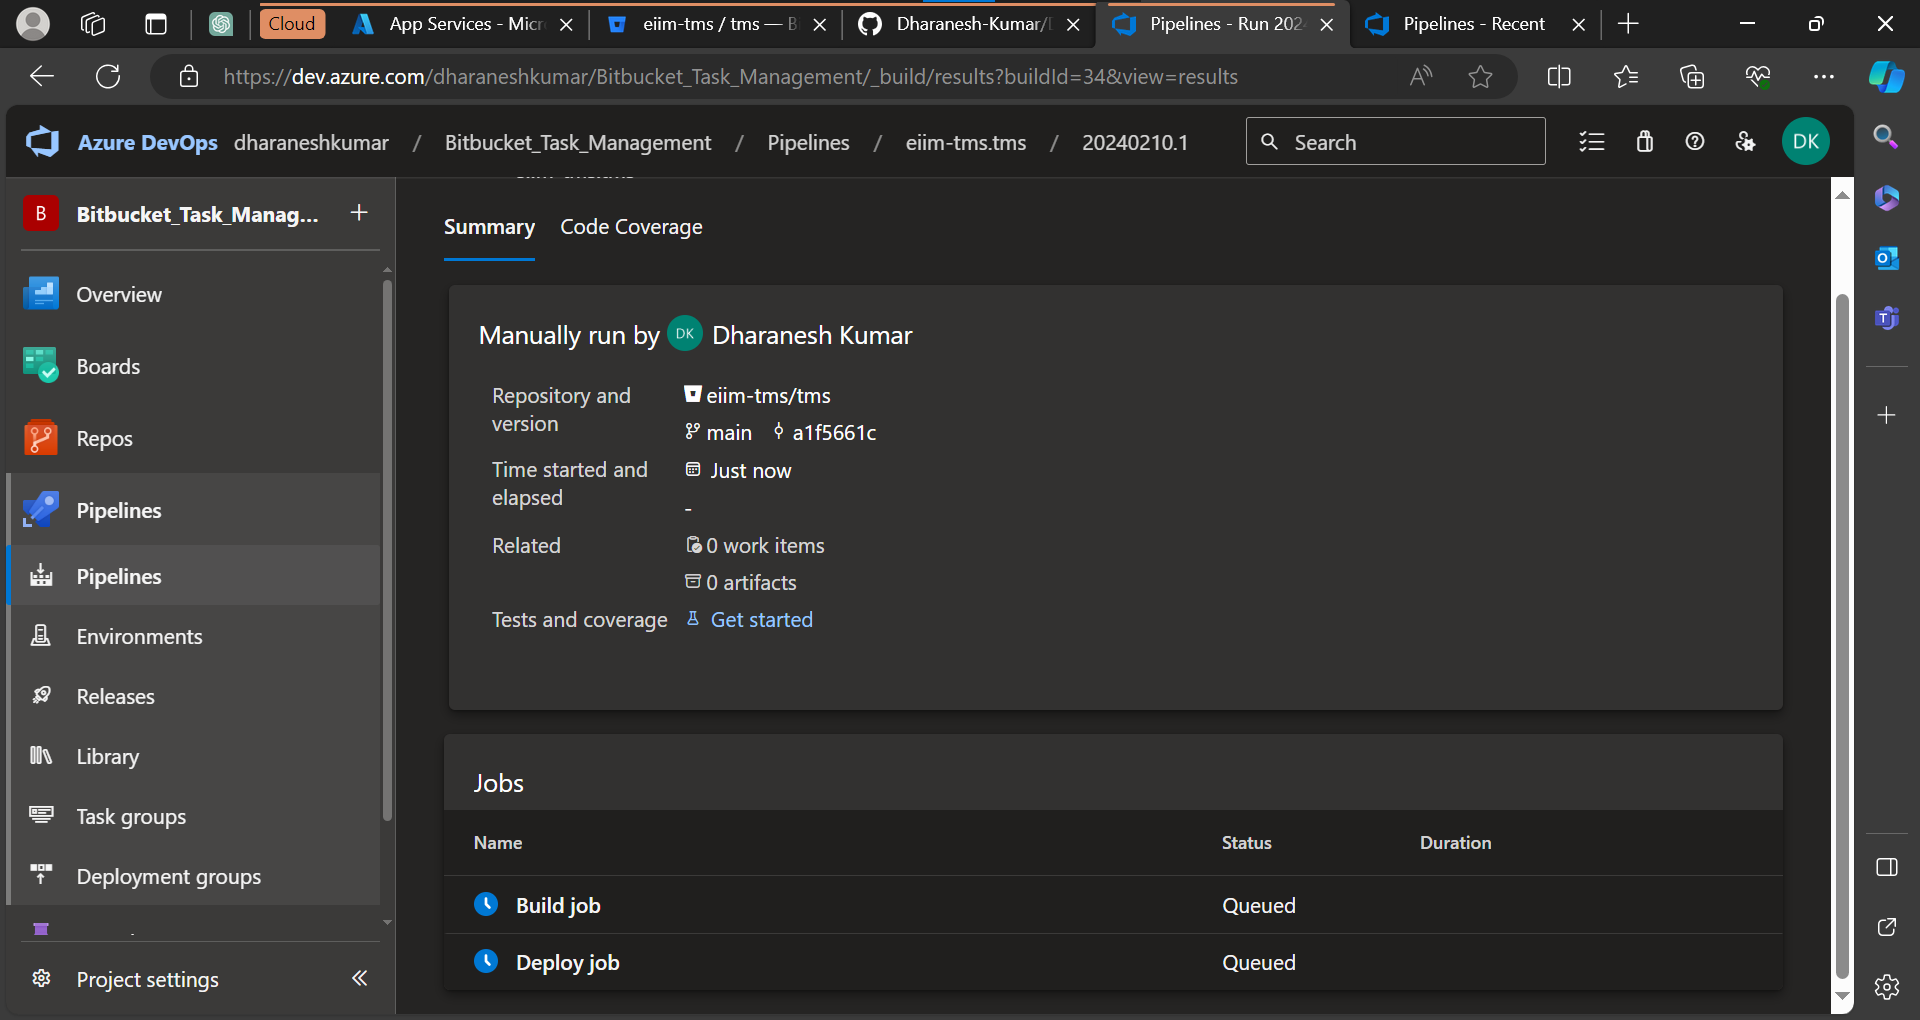 Cloud
App Services - Micr
eiim-tms / tms — B
Dharanesh-Kumar/D
Pipelines - Run 202
Pipelines - Recent
https://dev.azure.com/dharaneshkumar/Bitbucket_Task_Management/_build/results?buildId=34&view=results
Azure DevOps dharaneshkumar / Bitbucket_Task_Management / Pipelines / eiim-tms.tms / 20240210.1
Search
DK
B Bitbucket_Task_Manag...
Overview
Boards
Repos
Pipelines
Pipelines
Environments
Releases
Library
Task groups
Deployment groups
Project settings
Summary Code Coverage
Manually run by DK Dharanesh Kumar
Repository and version
eiim-tms/tms
main a1f5661c
Time started and elapsed
Just now
-
Related
0 work items
0 artifacts
Tests and coverage
Get started
Jobs
Name Status Duration
Build job Queued
Deploy job Queued